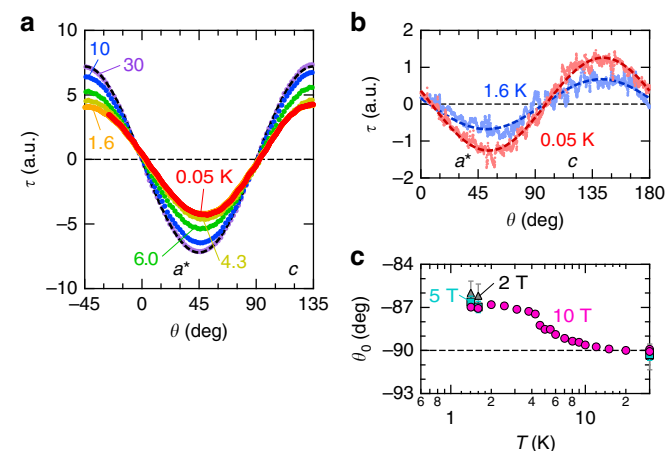 a
10
5
0
−5
−10
τ (a.u.)
10
30
1.6
0.05 K
6.0
4.3
a*
c
−45
0
45
90
135
θ (deg)
b
2
1
0
−1
−2
τ (a.u.)
1.6 K
0.05 K
a*
c
0
45
90
135
180
θ (deg)
c
−84
−87
−90
−93
θ0 (deg)
5 T
2 T
10 T
6 8
1
2
4
6 8
10
2
T (K)